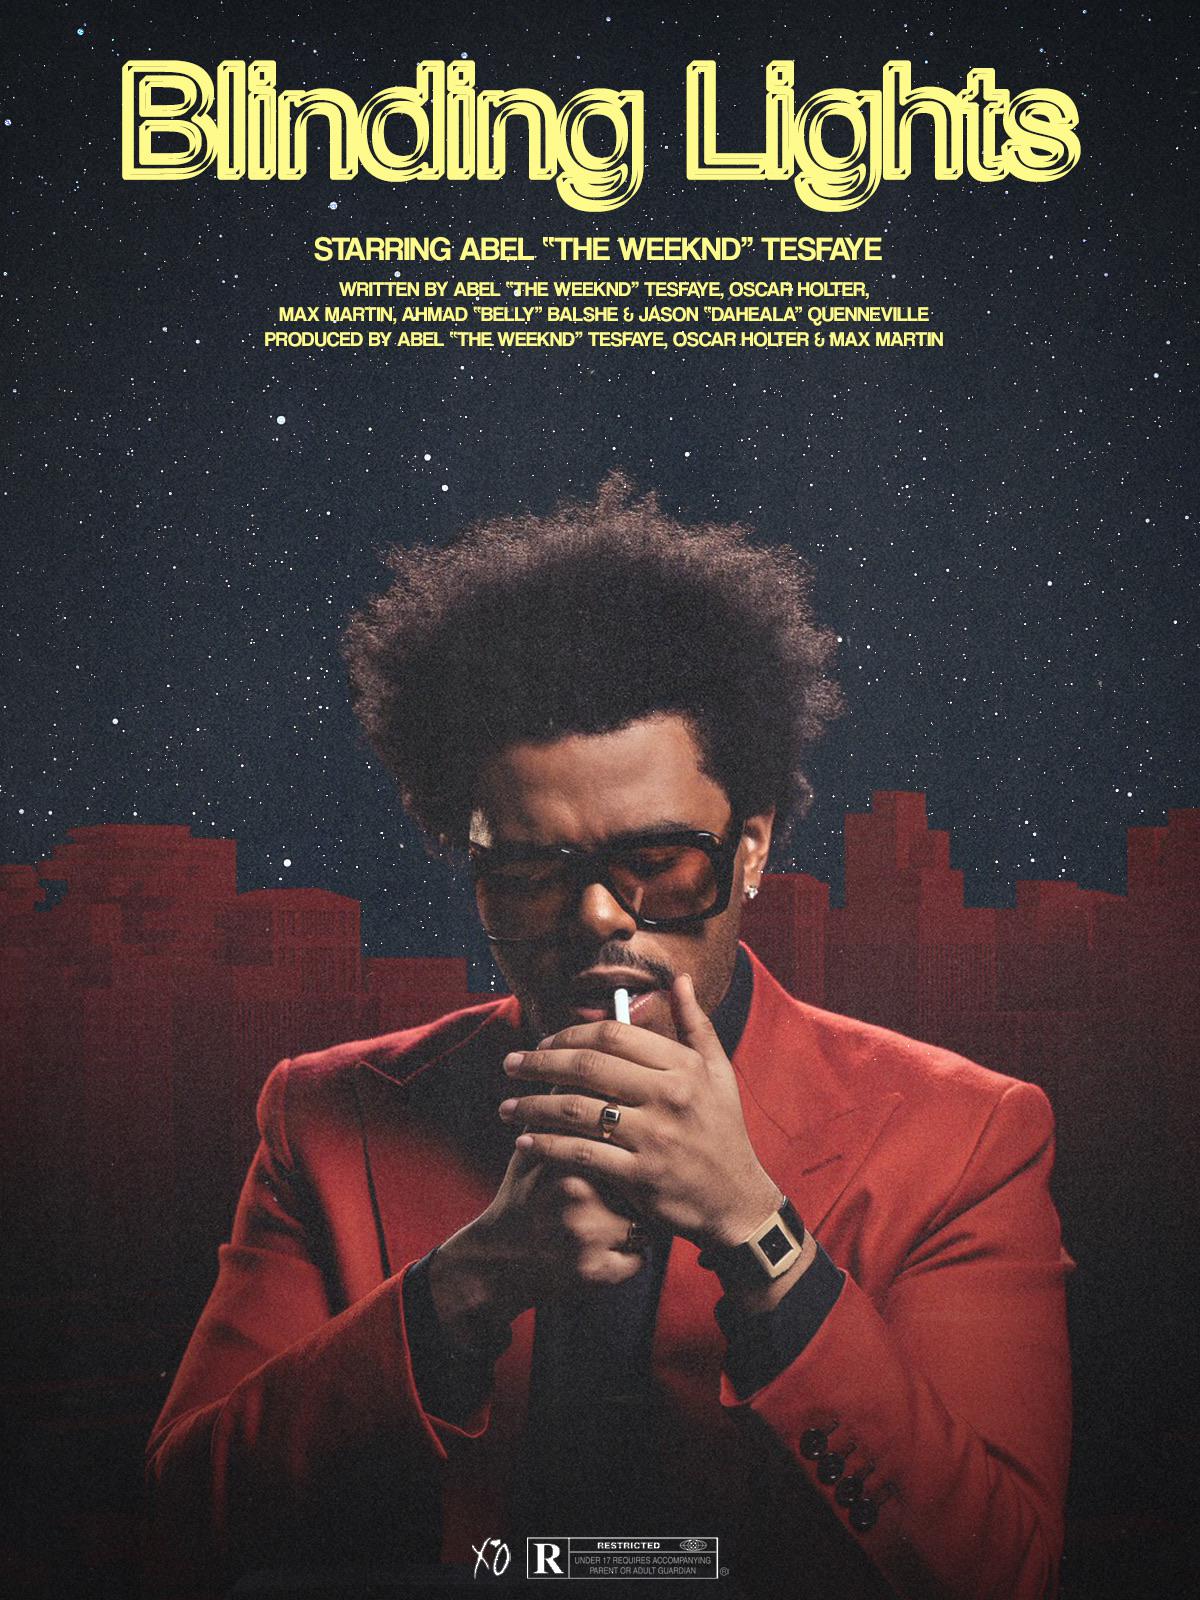 Blinding Lights
STARRING ABEL "THE WEEKND" TESFAYE
WRITTEN BY ABEL "THE WEEKND" TESFAYE, OSCAR HOLTER,
MAX MARTIN, AHMAD "BELLY" BALSHE & JASON "DAHEALA" QUENNEVILLE
PRODUCED BY ABEL "THE WEEKND" TESFAYE, OSCAR HOLTER & MAX MARTIN
XO
R
RESTRICTED
UNDER 17 REQUIRES ACCOMPANYING
PARENT OR ADULT GUARDIAN
®